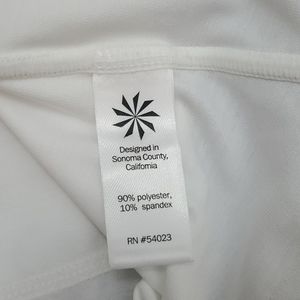 Designed in
Sonoma County,
California
90% polyester,
10% spandex
RN #54023